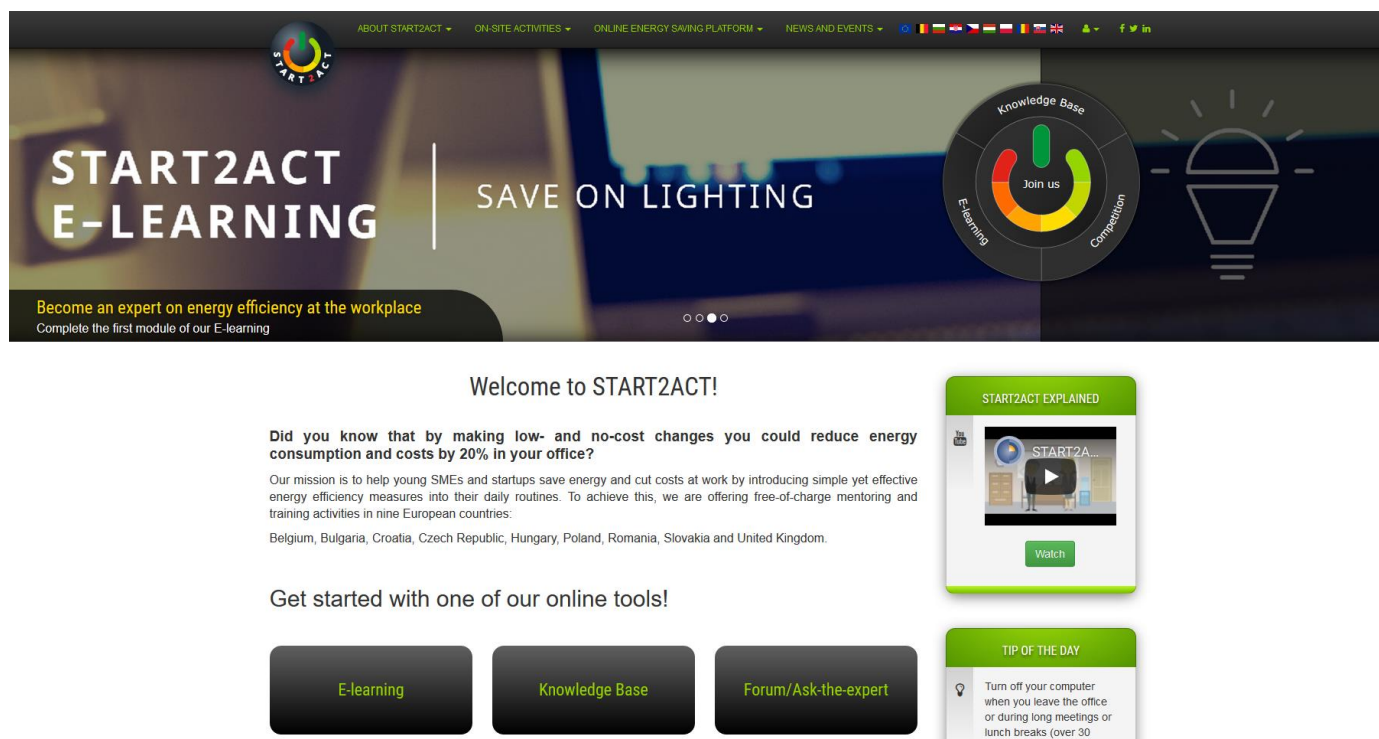 ABOUT START2ACT
ON-SITE ACTIVITIES
ONLINE ENERGY SAVING PLATFORM
NEWS AND EVENTS
START2ACT
START2ACT
E-LEARNING
SAVE ON LIGHTING
Knowledge Base
Join us
E-learning
Competition
Become an expert on energy efficiency at the workplace
Complete the first module of our E-learning
Welcome to START2ACT!
Did you know that by making low- and no-cost changes you could reduce energy
consumption and costs by 20% in your office?
Our mission is to help young SMEs and startups save energy and cut costs at work by introducing simple yet effective
energy efficiency measures into their daily routines. To achieve this, we are offering free-of-charge mentoring and
training activities in nine European countries:
Belgium, Bulgaria, Croatia, Czech Republic, Hungary, Poland, Romania, Slovakia and United Kingdom.
Get started with one of our online tools!
E-learning
Knowledge Base
Forum/Ask-the-expert
START2ACT EXPLAINED
You
Tube
START2A...
Watch
TIP OF THE DAY
Turn off your computer
when you leave the office
or during long meetings or
lunch breaks (over 30